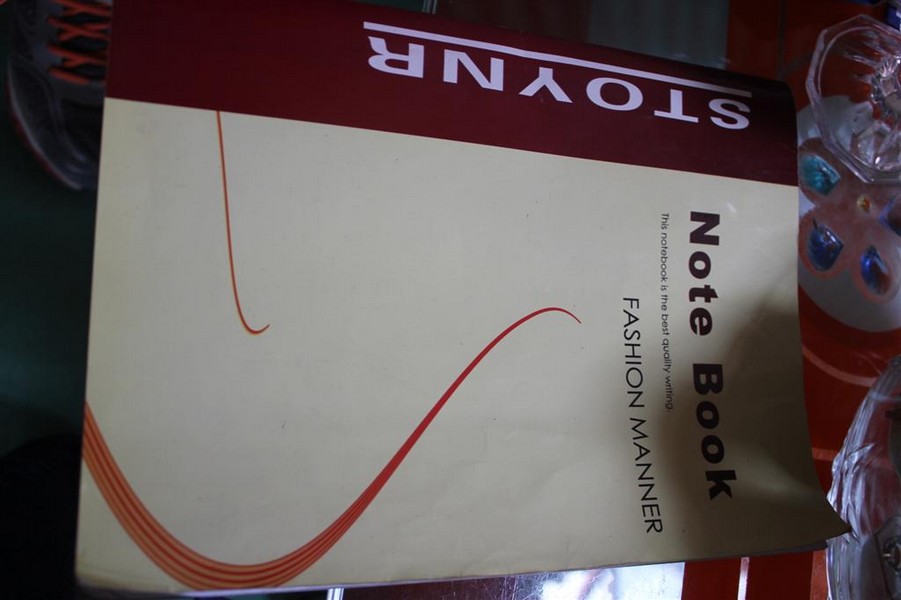 STOYNR
Note Book
This notebook is the best quality writing.
FASHION MANNER